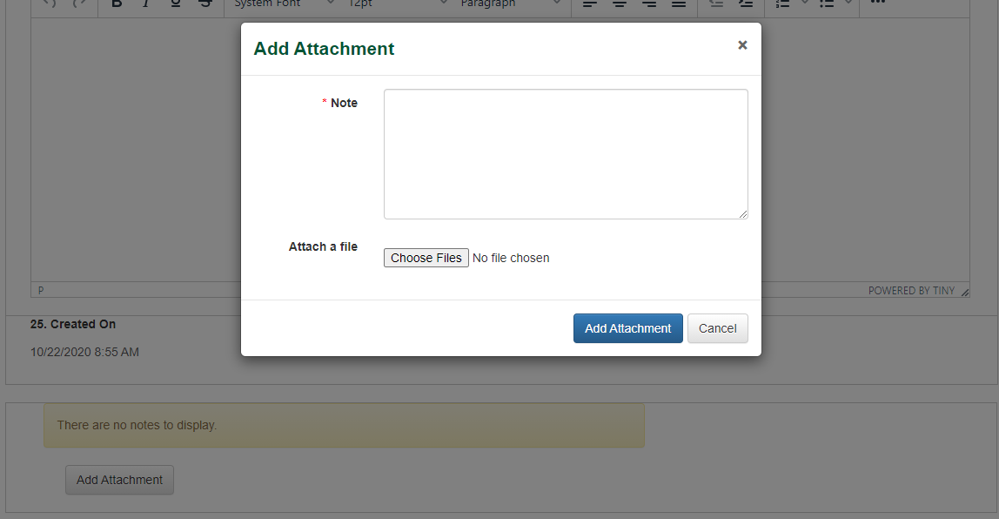 System Font 12pt Paragraph
Add Attachment ×
* Note
Attach a file
Choose Files No file chosen
Add Attachment Cancel
P POWERED BY TINY
25. Created On
10/22/2020 8:55 AM
There are no notes to display.
Add Attachment